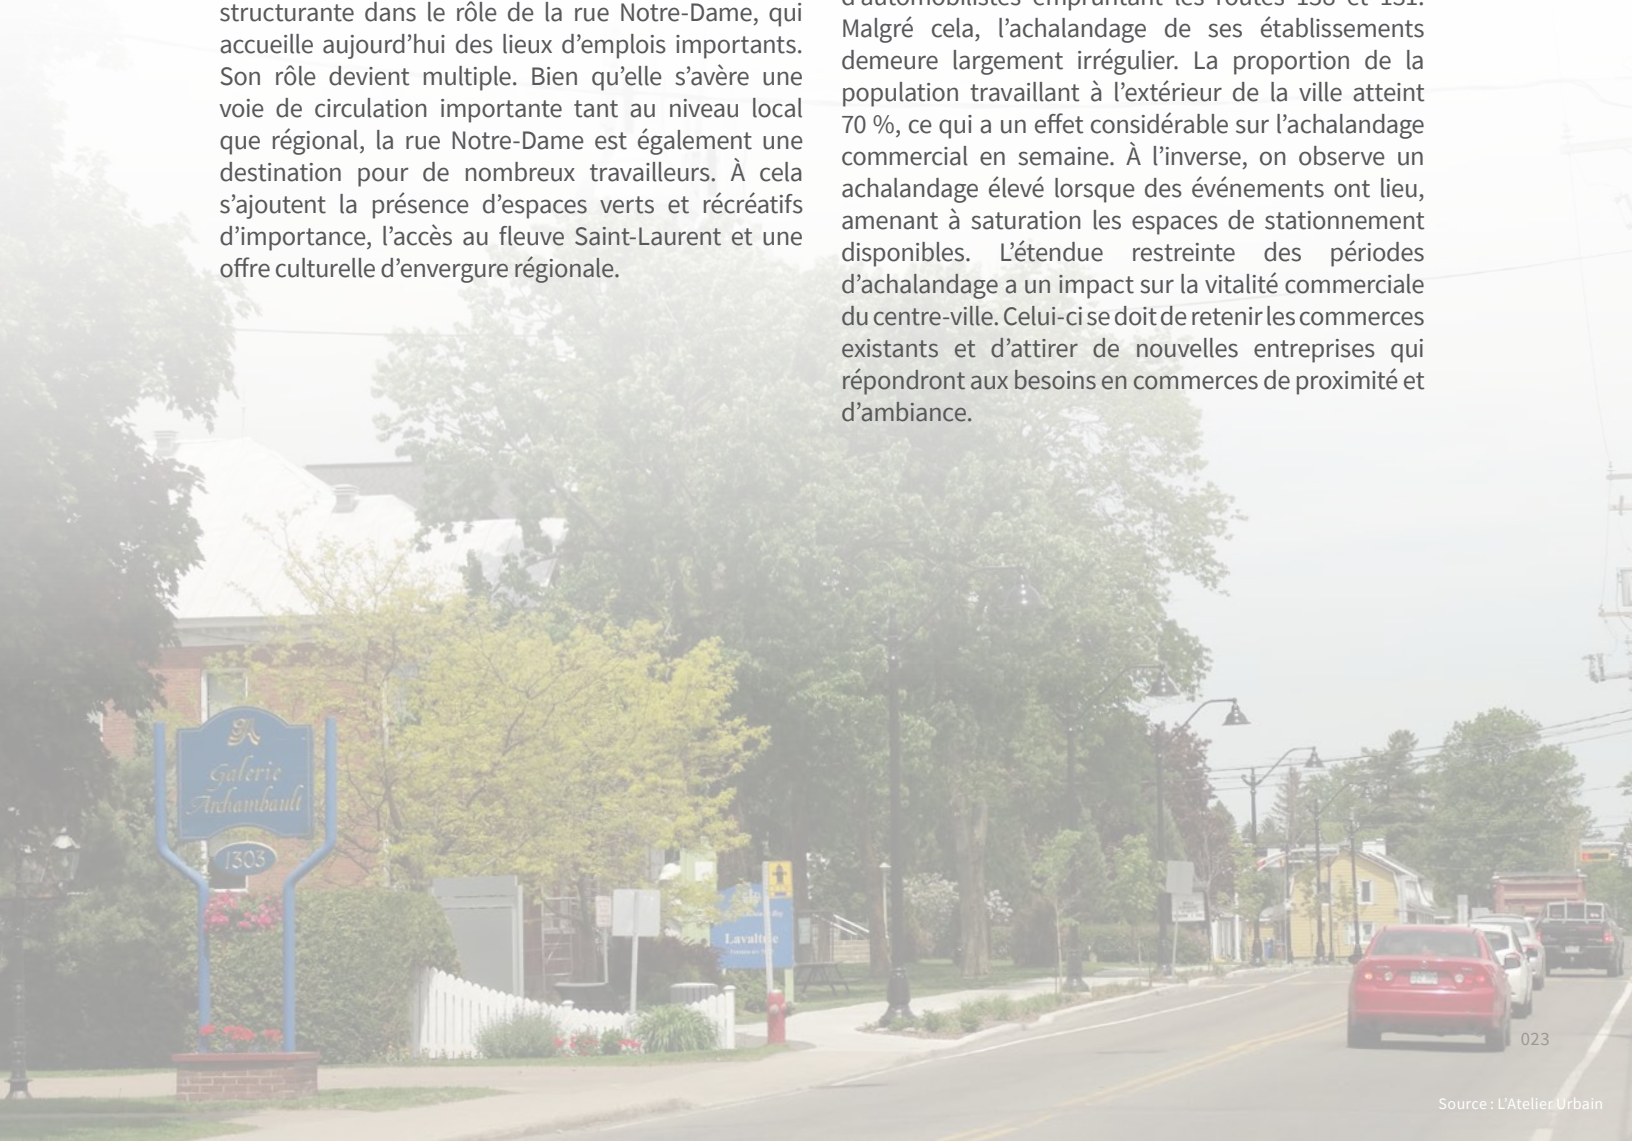 structurante dans le rôle de la rue Notre-Dame, qui
accueille aujourd’hui des lieux d’emplois importants.
Son rôle devient multiple. Bien qu’elle s’avère une
voie de circulation importante tant au niveau local
que régional, la rue Notre-Dame est également une
destination pour de nombreux travailleurs. À cela
s’ajoutent la présence d’espaces verts et récréatifs
d’importance, l’accès au fleuve Saint-Laurent et une
offre culturelle d’envergure régionale.
d’automobilistes empruntant les routes 138 et 131.
Malgré cela, l’achalandage de ses établissements
demeure largement irrégulier. La proportion de la
population travaillant à l’extérieur de la ville atteint
70 %, ce qui a un effet considérable sur l’achalandage
commercial en semaine. À l’inverse, on observe un
achalandage élevé lorsque des événements ont lieu,
amenant à saturation les espaces de stationnement
disponibles. L’étendue restreinte des périodes
d’achalandage a un impact sur la vitalité commerciale
du centre-ville. Celui-ci se doit de retenir les commerces
existants et d’attirer de nouvelles entreprises qui
répondront aux besoins en commerces de proximité et
d’ambiance.
Galerie
Archambault
1303
Lavaltrie
023
Source : L’Atelier Urbain